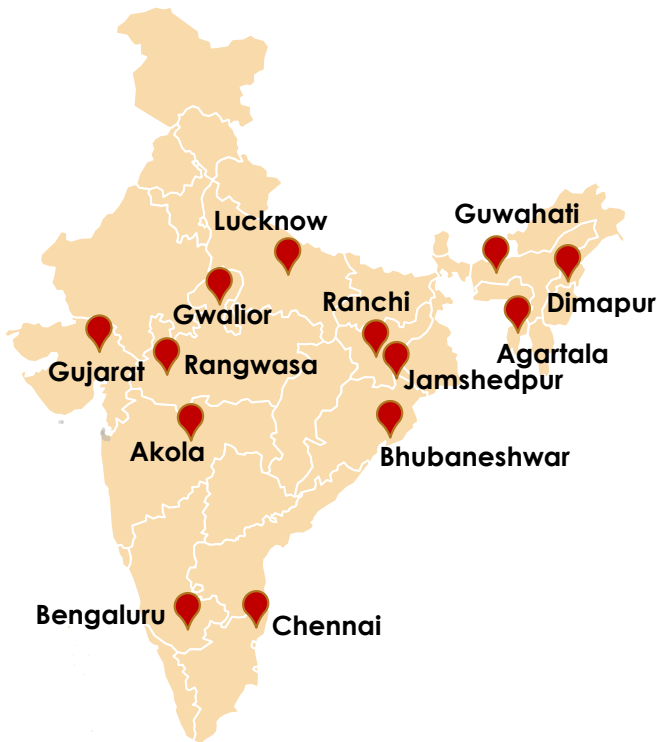 Lucknow
Guwahati
Gwalior
Ranchi
Dimapur
Gujarat
Rangwasa
Agartala
Jamshedpur
Akola
Bhubaneshwar
Bengaluru
Chennai